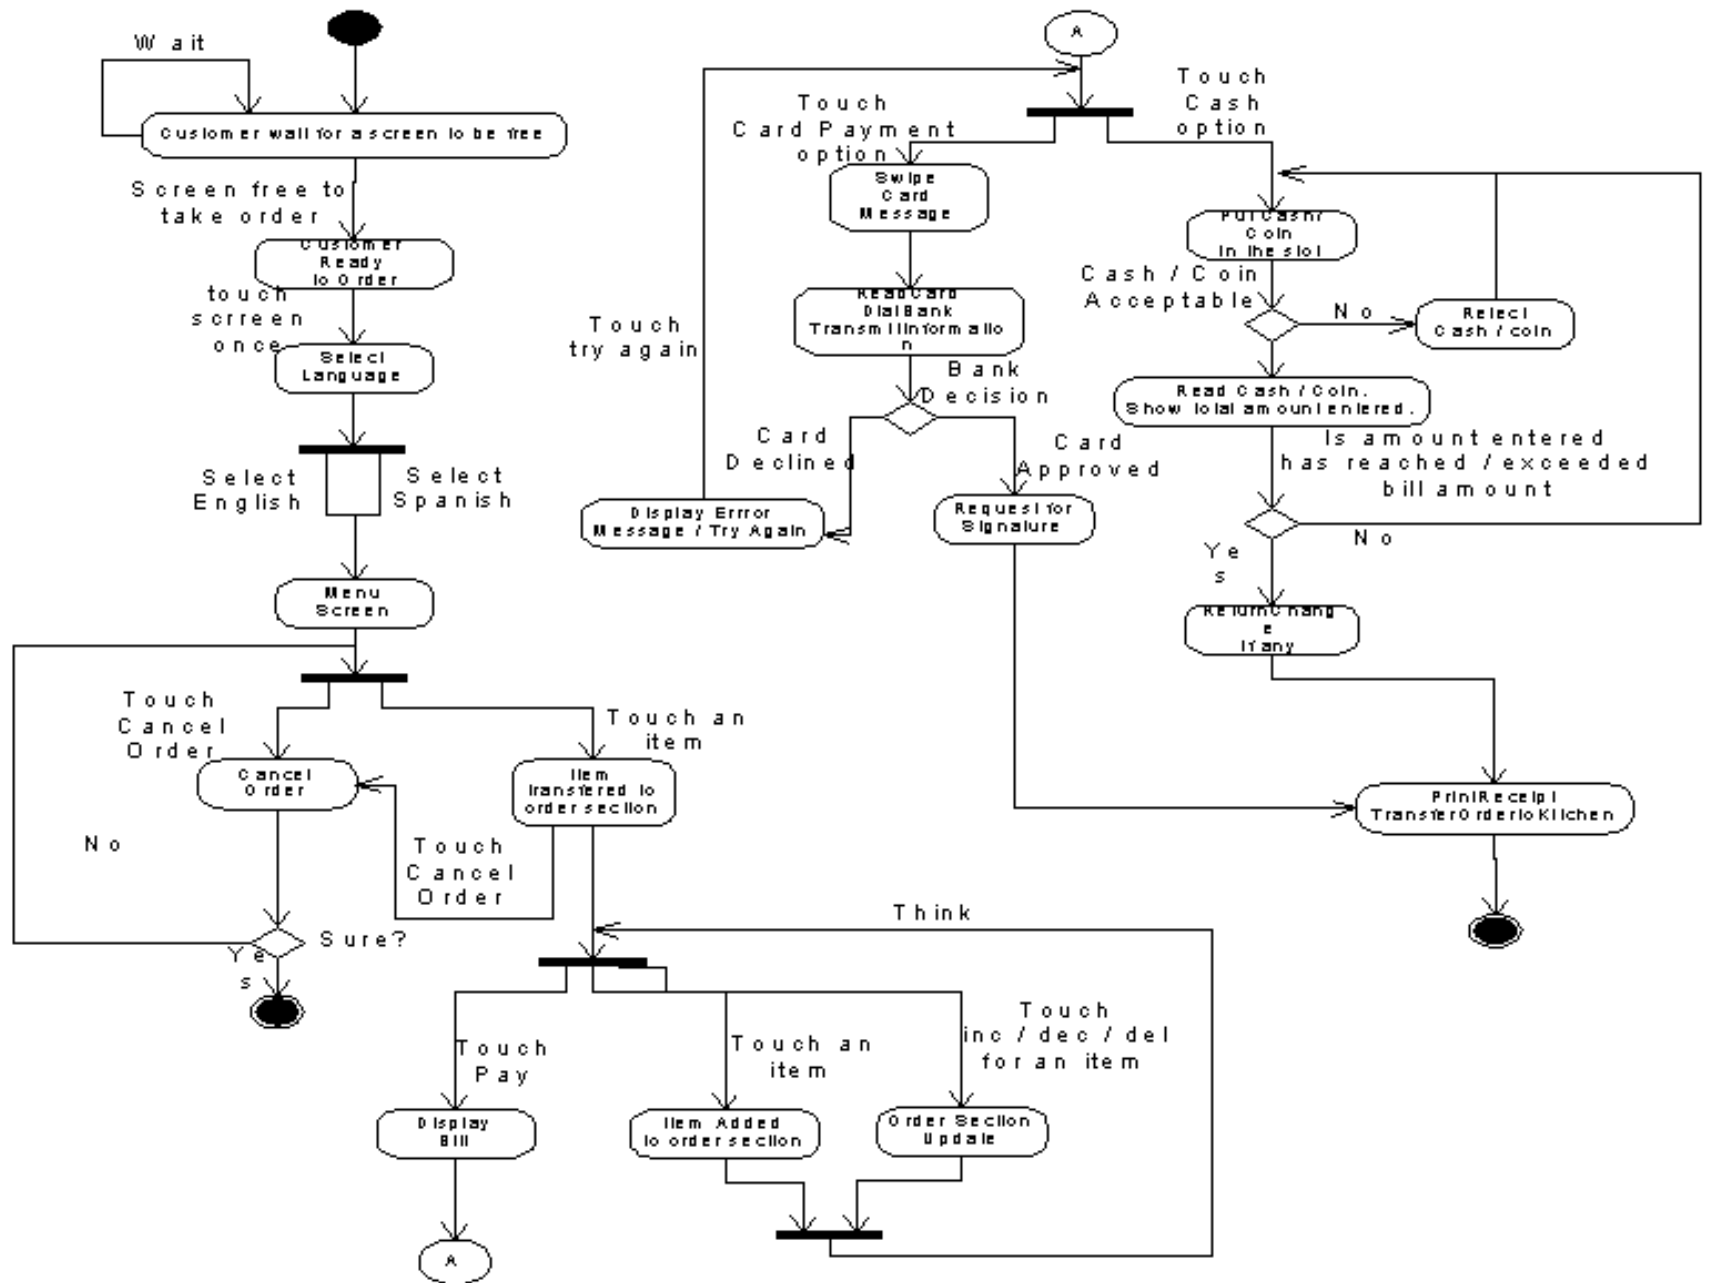 Wait
Customer wait for a screen to be free
Screen free to
take order
Customer
Ready
to Order
touch
scrreen
once
Select
Language
Select
English
Select
Spanish
Menu
Screen
Touch
Cancel
Order
Touch an
item
Cancel
Order
Item
transfered to
order section
No
Touch
Cancel
Order
Sure?
Ye
s
Think
Touch
Pay
Touch an
item
Touch
inc / dec / del
for an item
Display
Bill
Item Added
to order section
Order Section
Update
A
A
Touch
Card Payment
option
Touch
Cash
option
Swipe
Card
Message
Put Cash/
Coin
in the slot
Read Card
Dial Bank
Transmit Informatio
n
Cash / Coin
Acceptable
No
Reject
Cash / coin
Touch
try again
Bank
Decision
Read Cash / Coin.
Show total amount entered.
Card
Declined
Card
Approved
Is amount entered
has reached / exceeded
bill amount
Display Errror
Message / Try Again
Request for
Signature
No
Ye
s
Return Chang
e
if any
Print Receipt
Transfer Order to Kitchen